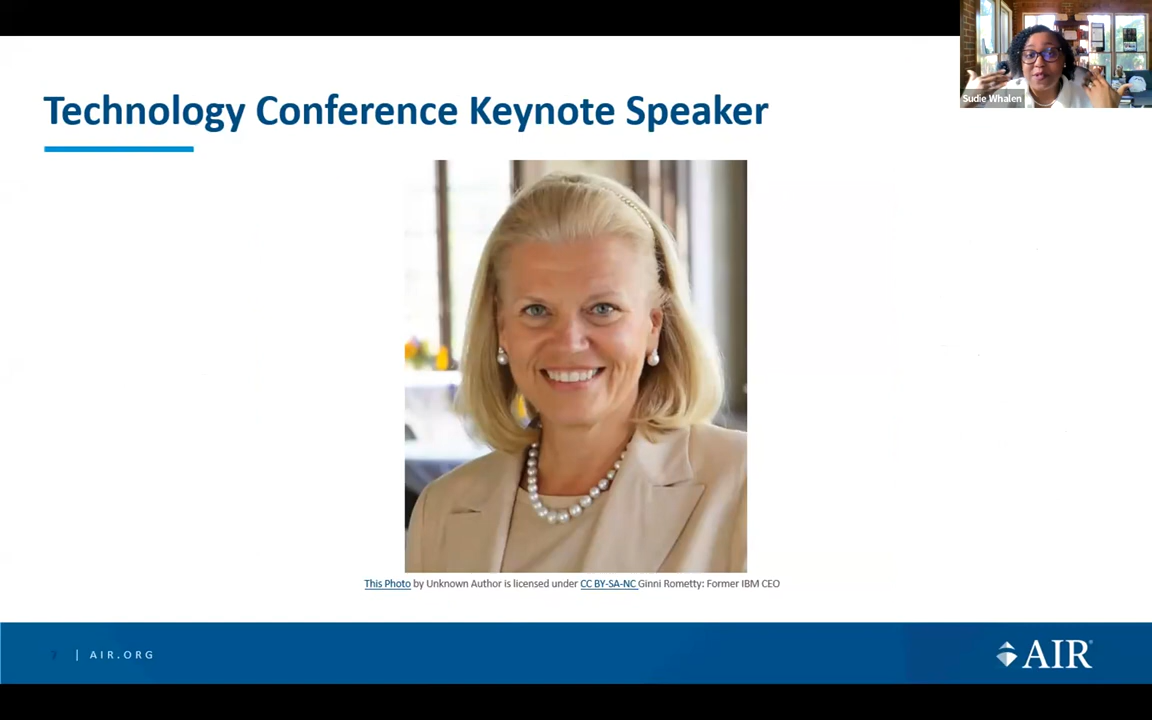 Sudie Whalen
Technology Conference Keynote Speaker
This Photo by Unknown Author is licensed under CC BY-SA-NC Ginni Rometty: Former IBM CEO
| AIR.ORG
AIR®